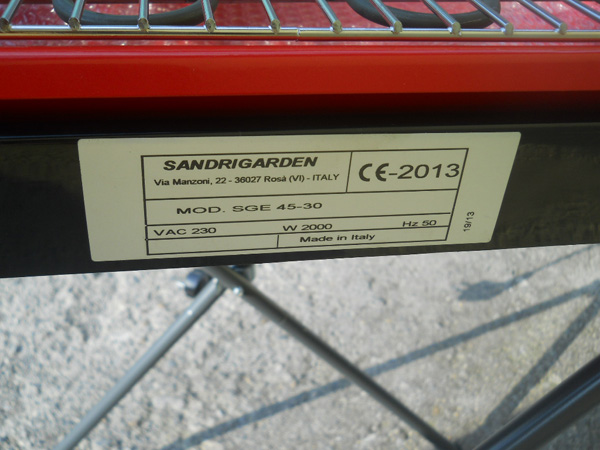 SANDRIGARDEN
Via Manzoni, 22 - 36027 Rosà (VI) - ITALY
CE-2013
MOD. SGE 45-30
VAC 230 W 2000 Hz 50
Made in Italy
19/13